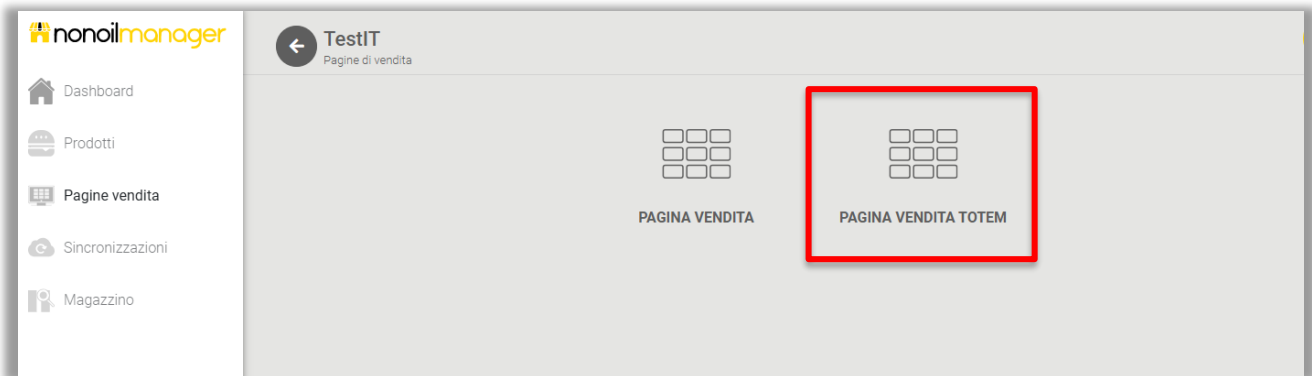 nonoilmanager
Dashboard
Prodotti
Pagine vendita
Sincronizzazioni
Magazzino
TestIT
Pagine di vendita
PAGINA VENDITA
PAGINA VENDITA TOTEM